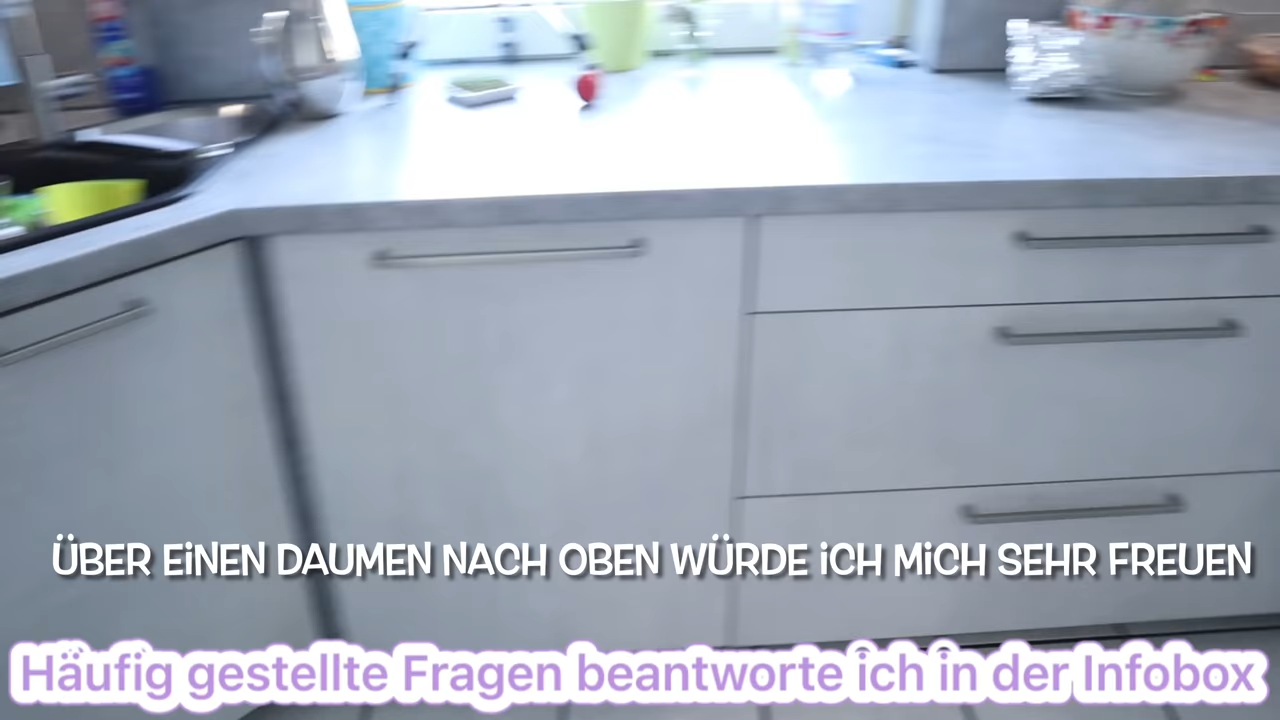 ÜBER EiNEN DAUMEN NACH OBEN WÜRDE iCH MiCH SEHR FREUEN
Häufig gestellte Fragen beantworte ich in der Infobox